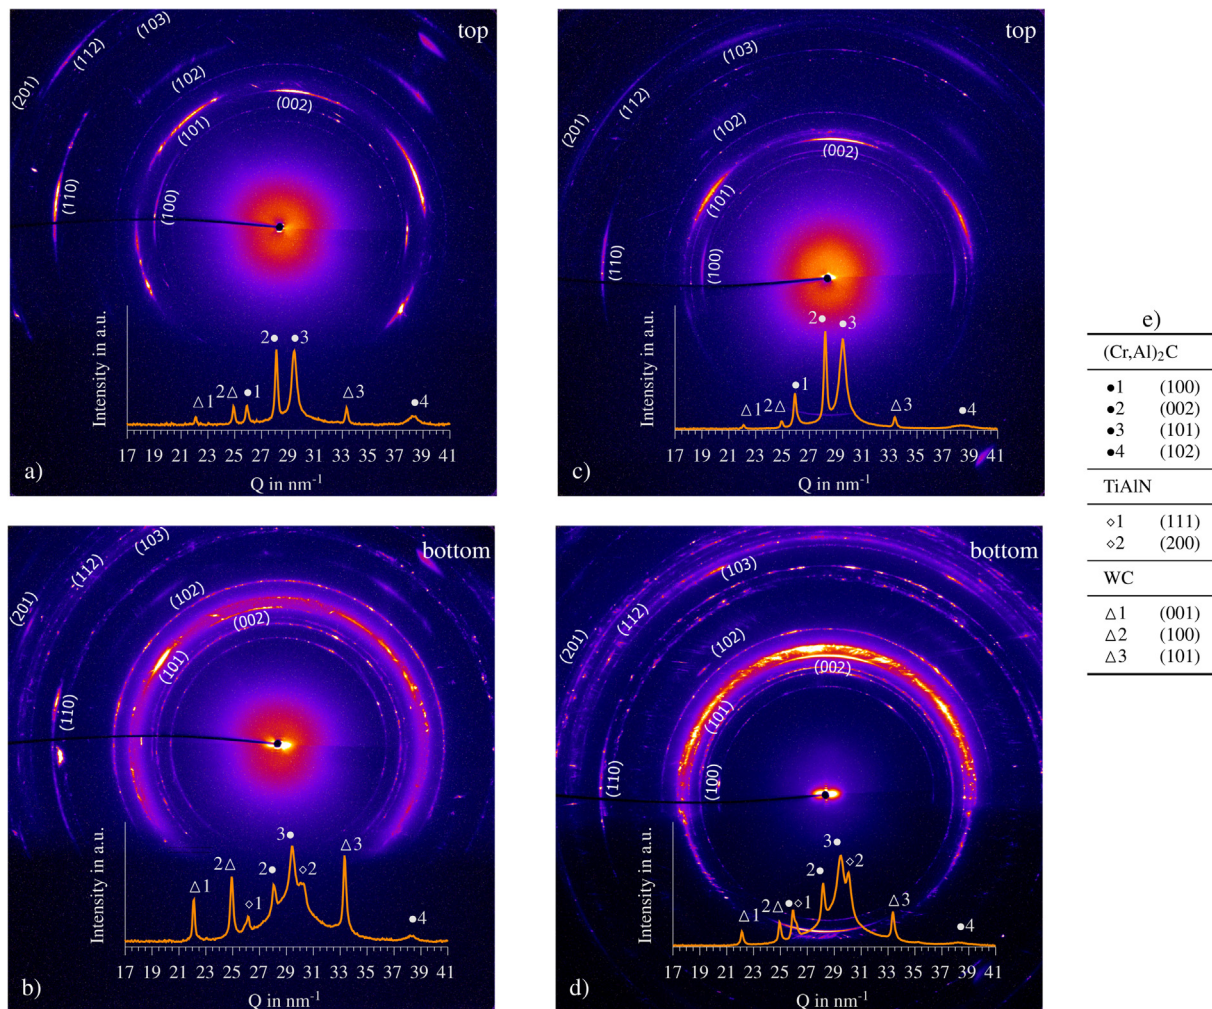 top
(103)
(112)
(201)
(102)
(002)
(101)
(110)
(100)
Intensity in a.u.
△1
2△
●1
2●
●3
△3
●4
17 19 21 23 25 27 29 31 33 35 37 39 41
Q in nm⁻¹
a)
top
(103)
(112)
(201)
(102)
(002)
(101)
(110)
(100)
Intensity in a.u.
△1
2△
●1
2●
●3
△3
●4
17 19 21 23 25 27 29 31 33 35 37 39 41
Q in nm⁻¹
c)
bottom
(103)
(112)
(201)
(102)
(002)
(101)
(110)
Intensity in a.u.
△1
2△
◇1
2●
3●
◇2
△3
●4
17 19 21 23 25 27 29 31 33 35 37 39 41
Q in nm⁻¹
b)
bottom
(103)
(112)
(201)
(102)
(002)
(101)
(110)
(100)
Intensity in a.u.
△1
2△
●◇1
2●
3●
◇2
△3
●4
17 19 21 23 25 27 29 31 33 35 37 39 41
Q in nm⁻¹
d)
e)
(Cr,Al)₂C
●1 (100)
●2 (002)
●3 (101)
●4 (102)
TiAlN
◇1 (111)
◇2 (200)
WC
△1 (001)
△2 (100)
△3 (101)